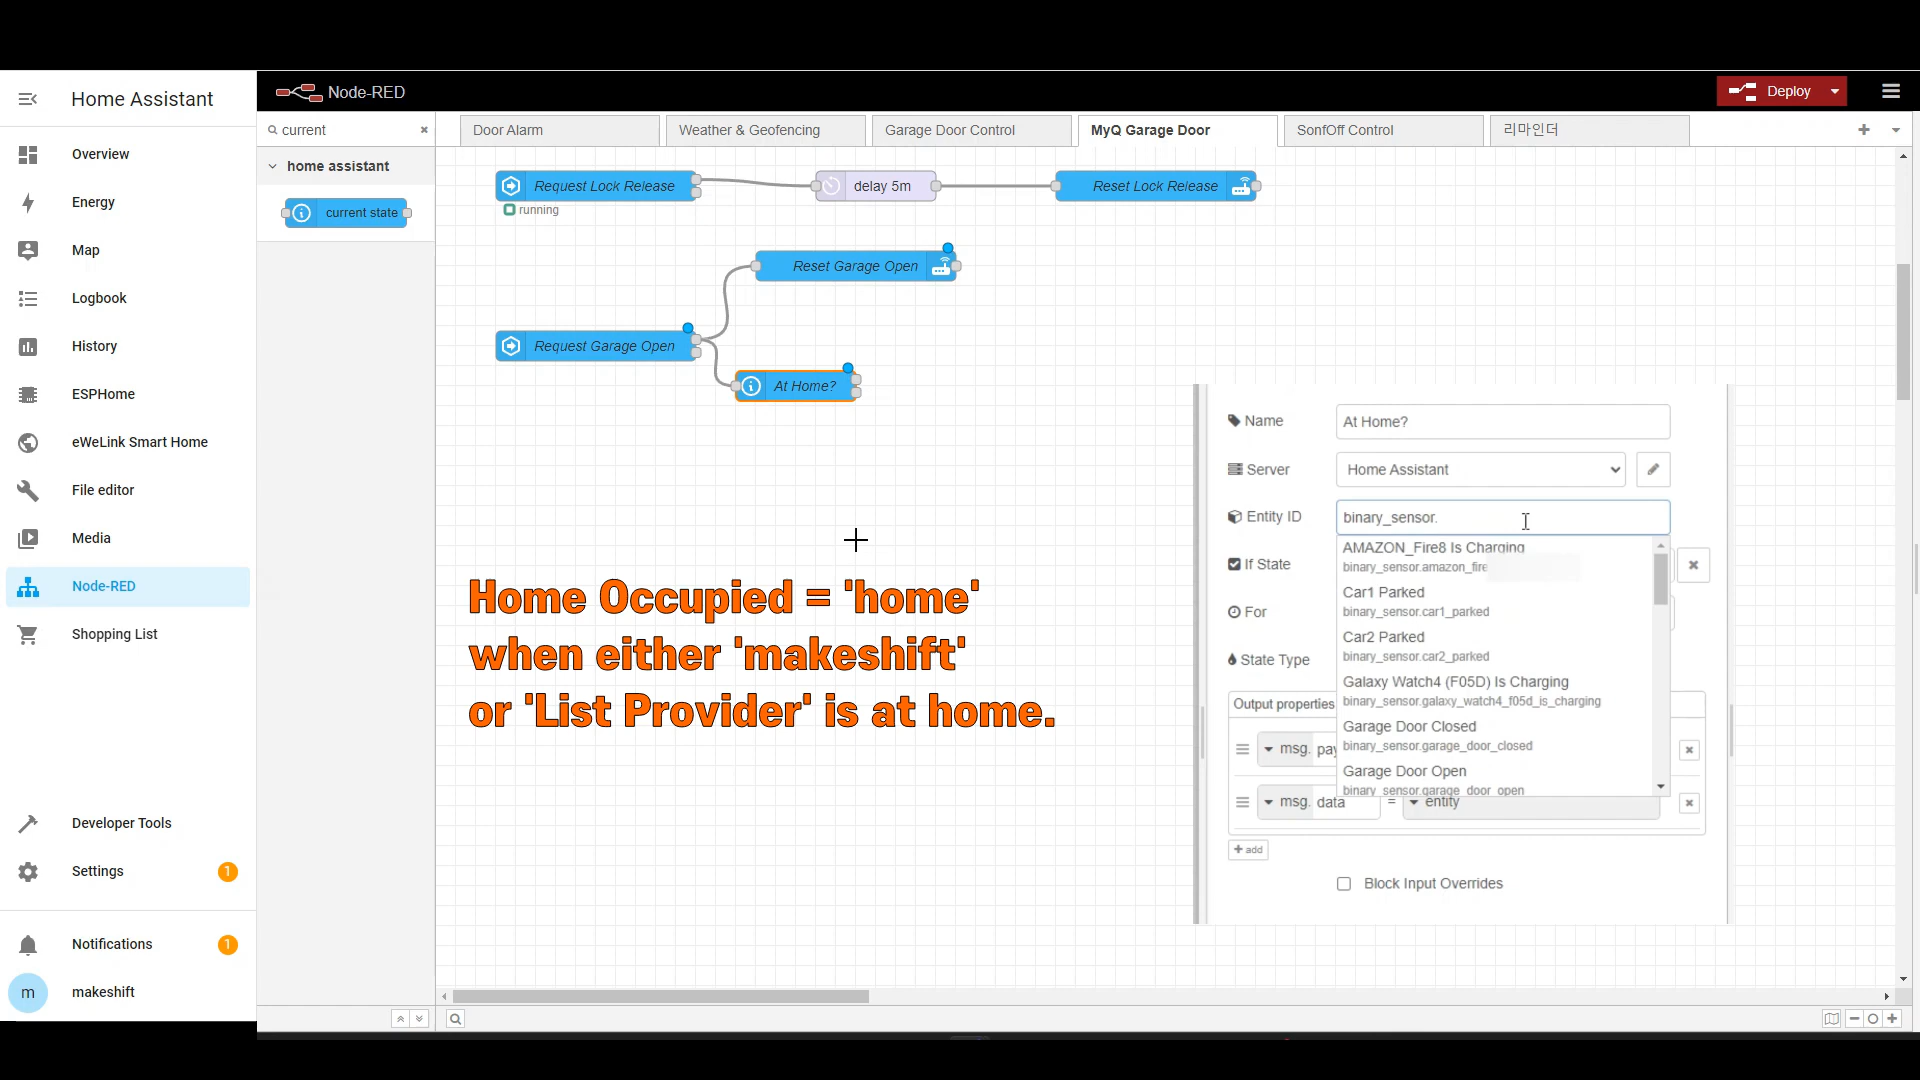 Home Assistant
Overview
Energy
Map
Logbook
History
ESPHome
eWeLink Smart Home
File editor
Media
Node-RED
Shopping List
Developer Tools
Settings
1
Notifications
1
m
makeshift
Node-RED
Deploy
current
home assistant
current state
Door Alarm
Weather & Geofencing
Garage Door Control
MyQ Garage Door
SonfOff Control
리마인더
Request Lock Release
running
delay 5m
Reset Lock Release
Reset Garage Open
Request Garage Open
At Home?
Home Occupied = 'home'
when either 'makeshift'
or 'List Provider' is at home.
Name
At Home?
Server
Home Assistant
Entity ID
binary_sensor.
If State
For
State Type
AMAZON_Fire8 Is Charging
binary_sensor.amazon_fire
Car1 Parked
binary_sensor.car1_parked
Car2 Parked
binary_sensor.car2_parked
Galaxy Watch4 (F05D) Is Charging
binary_sensor.galaxy_watch4_f05d_is_charging
Garage Door Closed
binary_sensor.garage_door_closed
Garage Door Open
binary_sensor.garage_door_open
Output properties
msg. pay
msg. data = entity
add
Block Input Overrides